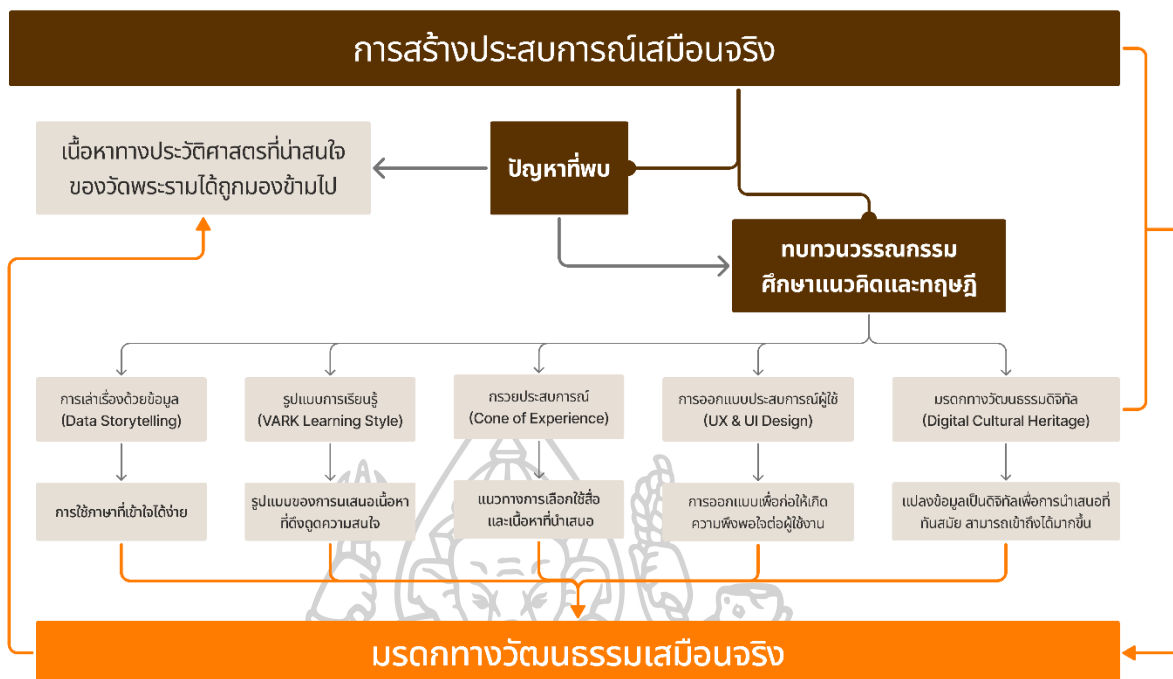 การสร้างประสบการณ์เสมือนจริง
เนื้อหาทางประวัติศาสตรที่น่าสนใจ
ของวัดพระรามได้ถูกมองข้ามไป
ปัญหาที่พบ
ทบทวนวรรณกรรม
ศึกษาแนวคิดและทฤษฎี
การเล่าเรื่องด้วยข้อมูล
(Data Storytelling)
รูปแบบการเรียนรู้
(VARK Learning Style)
กรวยประสบการณ์
(Cone of Experience)
การออกแบบประสบการณ์ผู้ใช้
(UX & UI Design)
มรดกทางวัฒนธรรมดิจิทัล
(Digital Cultural Heritage)
การใช้ภาษาที่เข้าใจได้ง่าย
รูปแบบของการนเสนอเนื้อหา
ที่ดึงดูดความสนใจ
แนวทางการเลือกใช้สื่อ
และเนื้อหาที่นำเสนอ
การออกแบบเพื่อก่อให้เกิด
ความพึงพอใจต่อผู้ใช้งาน
แปลงข้อมูลเป็นดิจิทัลเพื่อการนำเสนอที่
ทันสมัย สามารถเข้าถึงได้มากขึ้น
มรดกทางวัฒนธรรมเสมือนจริง